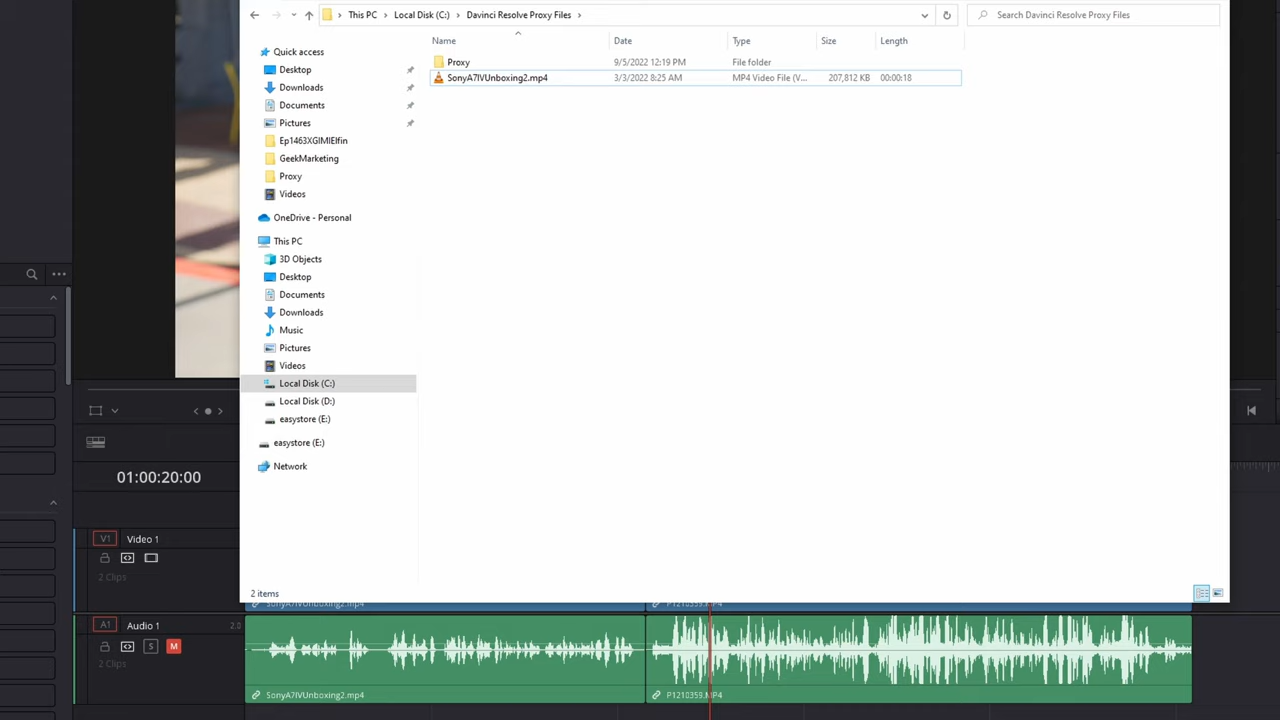 This PC > Local Disk (C:) > Davinci Resolve Proxy Files >
Search Davinci Resolve Proxy Files
Name Date Type Size Length
Proxy 9/5/2022 12:19 PM File folder
SonyA7IVUnboxing2.mp4 3/3/2022 8:25 AM MP4 Video File (V... 207,812 KB 00:00:18
Quick access
Desktop
Downloads
Documents
Pictures
Ep1463XGIMIElfin
GeekMarketing
Proxy
Videos
OneDrive - Personal
This PC
3D Objects
Desktop
Documents
Downloads
Music
Pictures
Videos
Local Disk (C:)
Local Disk (D:)
easystore (E:)
easystore (E:)
Network
2 items
01:00:20:00
V1 Video 1
2 Clips
SonyA7IVUnboxing2.mp4
P1210359.MP4
A1 Audio 1 2.0
S M
2 Clips
SonyA7IVUnboxing2.mp4
P1210359.MP4